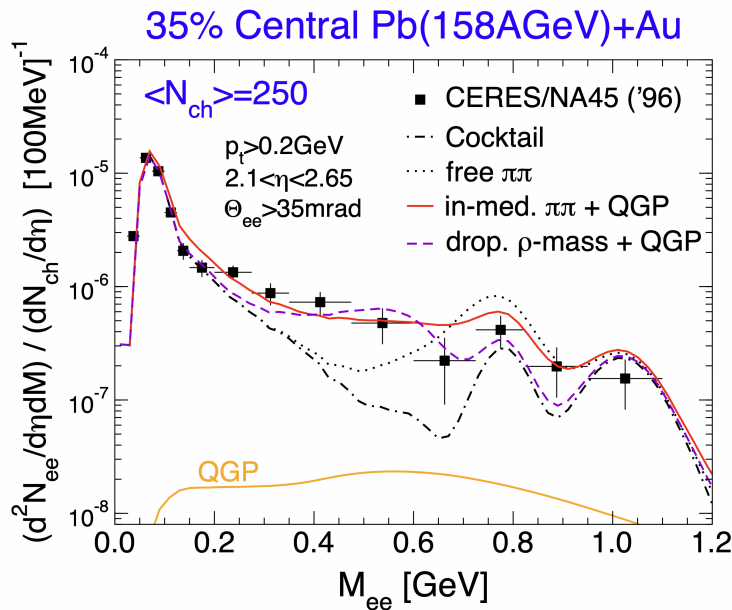 35% Central Pb(158AGeV)+Au
<N_ch>=250
p_t>0.2GeV
2.1<η<2.65
Θ_ee>35mrad
CERES/NA45 ('96)
Cocktail
free ππ
in-med. ππ + QGP
drop. ρ-mass + QGP
QGP
(d²N_ee/dηdM) / (dN_ch/dη) [100MeV]⁻¹
10⁻⁴
10⁻⁵
10⁻⁶
10⁻⁷
10⁻⁸
0.0 0.2 0.4 0.6 0.8 1.0 1.2
M_ee [GeV]